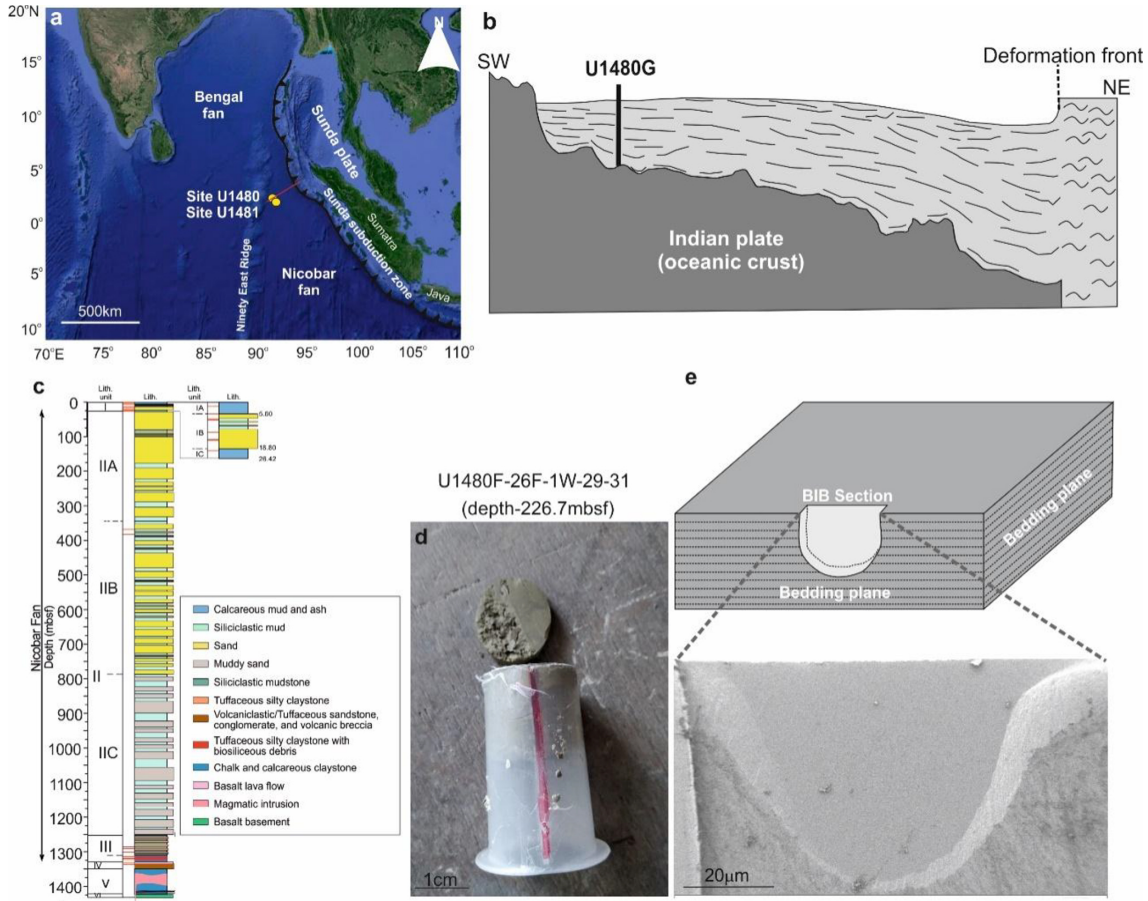 a
20°N
15°
10°
5°
0°
5°
10°
70°E
75°
80°
85°
90°
95°
100°
105°
110°
N
Bengal
fan
Sunda plate
Site U1480
Site U1481
Sunda subduction zone
Sumatra
Java
Ninety East Ridge
Nicobar
fan
500km
b
SW
U1480G
Deformation front
NE
Indian plate
(oceanic crust)
c
Lith.
unit
Lith.
Lith.
unit
Lith.
0
100
200
300
400
500
600
700
800
900
1000
1100
1200
1300
1400
Nicobar Fan
Depth (mbsf)
I
IIA
IIB
II
IIC
III
IV
V
VI
IA
IB
IC
5.60
18.80
26.42
Calcareous mud and ash
Siliciclastic mud
Sand
Muddy sand
Siliciclastic mudstone
Tuffaceous silty claystone
Volcaniclastic/Tuffaceous sandstone,
conglomerate, and volcanic breccia
Tuffaceous silty claystone with
biosiliceous debris
Chalk and calcareous claystone
Basalt lava flow
Magmatic intrusion
Basalt basement
U1480F-26F-1W-29-31
(depth-226.7mbsf)
d
1cm
e
BIB Section
Bedding plane
Bedding plane
20µm